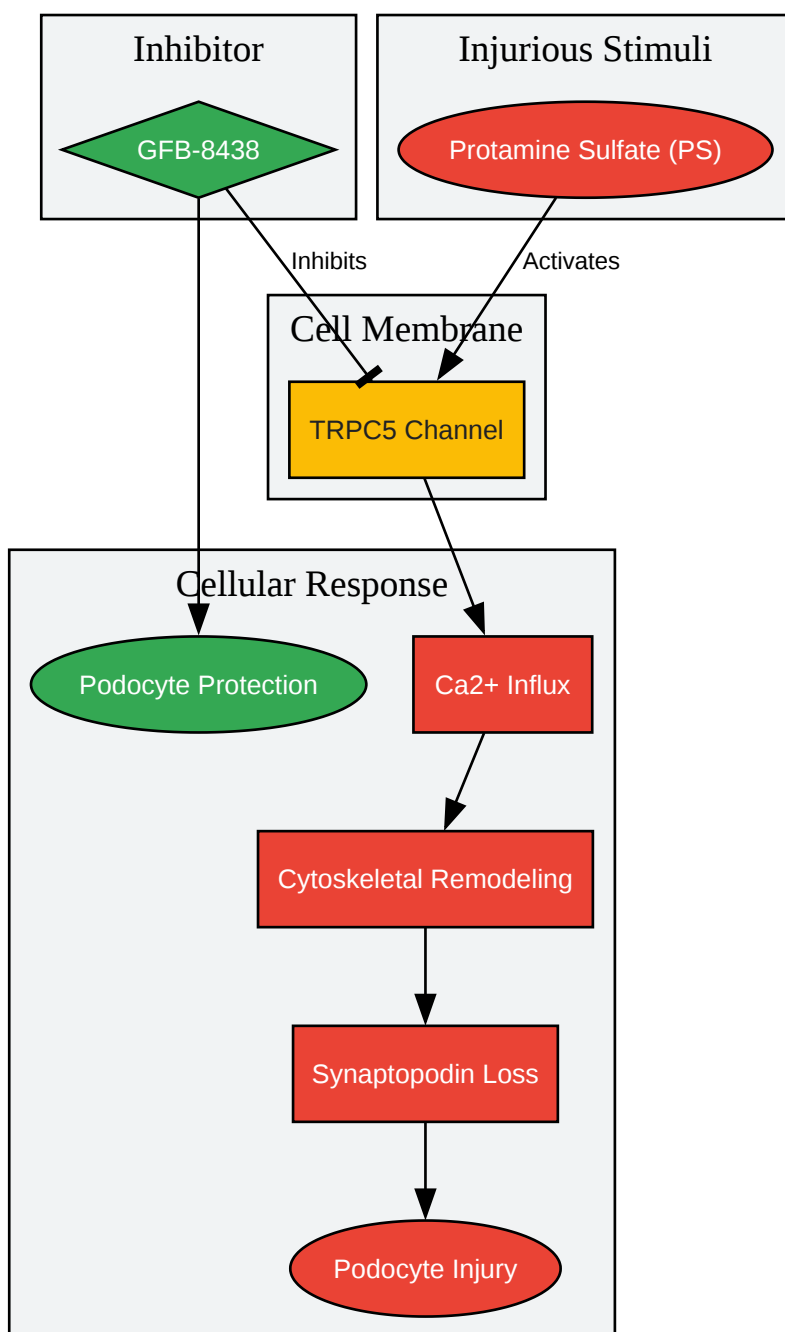 Inhibitor
Injurious Stimuli
GFB-8438
Protamine Sulfate (PS)
Inhibits
Activates
Cell Membrane
TRPC5 Channel
Cellular Response
Podocyte Protection
Ca2+ Influx
Cytoskeletal Remodeling
Synaptopodin Loss
Podocyte Injury